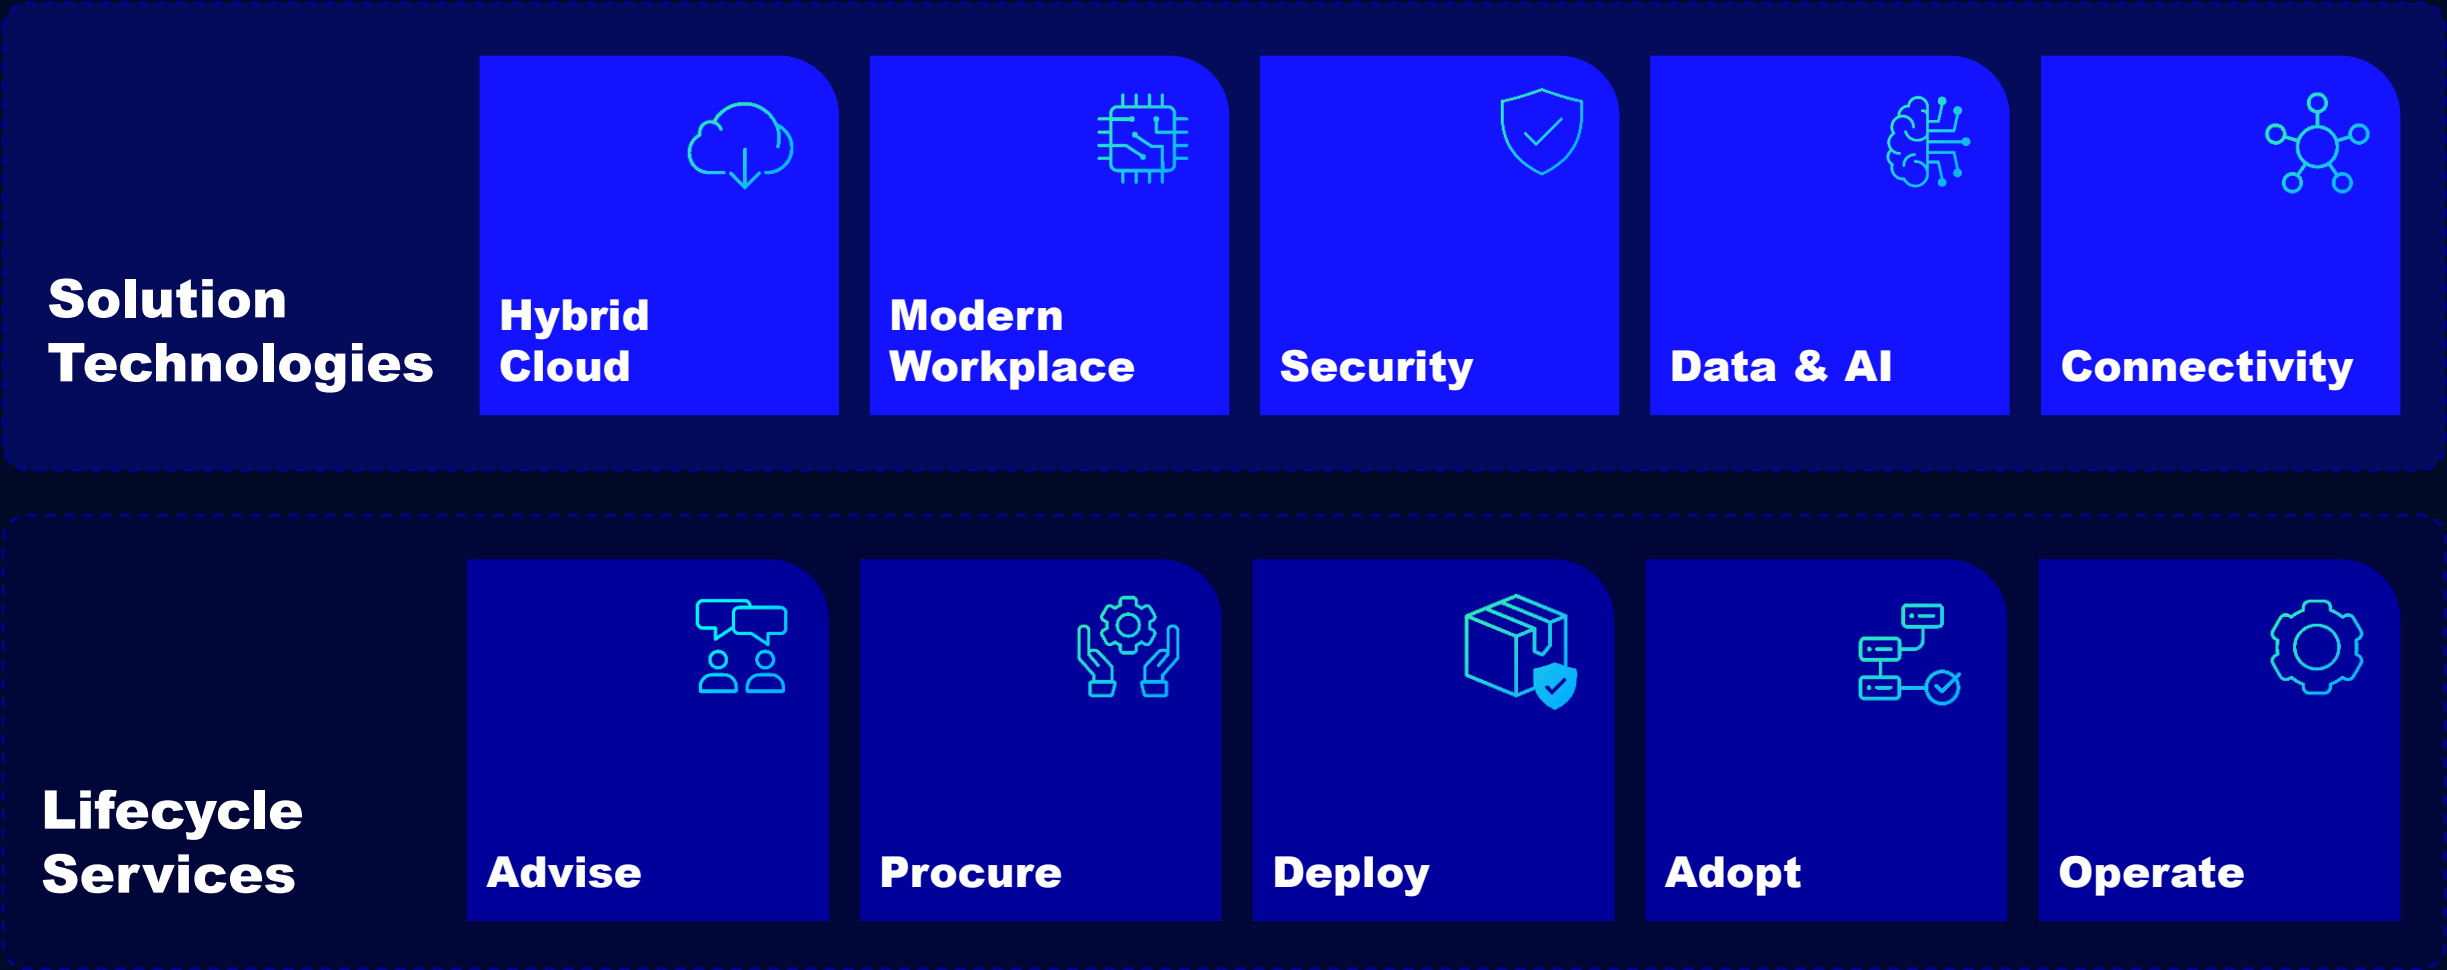 Solution
Technologies
Hybrid
Cloud
Modern
Workplace
Security
Data & AI
Connectivity
Lifecycle
Services
Advise
Procure
Deploy
Adopt
Operate